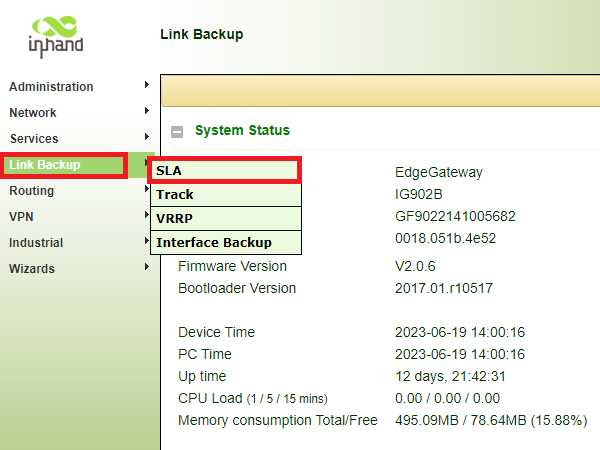 inhand
Link Backup
Administration
Network
Services
Link Backup
Routing
VPN
Industrial
Wizards
SLA
Track
VRRP
Interface Backup
System Status
EdgeGateway
IG902B
GF9022141005682
0018.051b.4e52
Firmware Version V2.0.6
Bootloader Version 2017.01.r10517
Device Time 2023-06-19 14:00:16
PC Time 2023-06-19 14:00:16
Up time 12 days, 21:42:31
CPU Load (1 / 5 / 15 mins) 0.00 / 0.00 / 0.00
Memory consumption Total/Free 495.09MB / 78.64MB (15.88%)